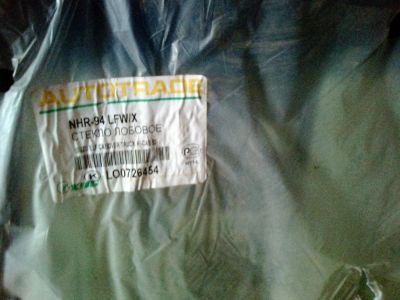 AUTOTRADE
NHR-94 LFW/X
СТЕКЛО ЛОБОВОЕ
LO0726454